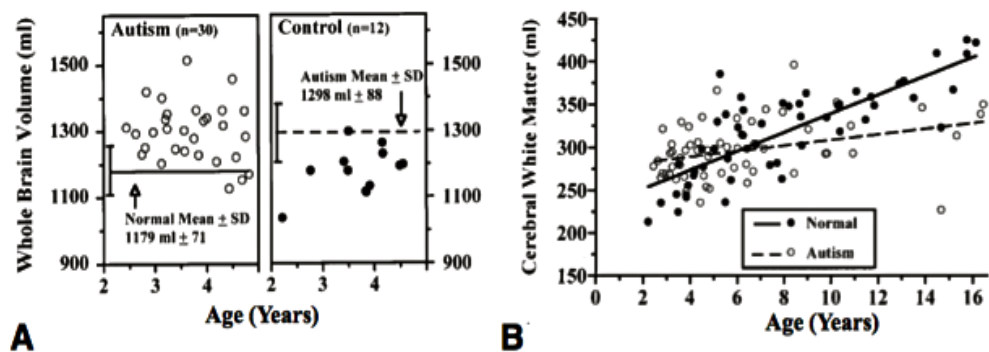 Whole Brain Volume (ml)
1500
1300
1100
900
Autism (n=30)
Normal Mean ± SD
1179 ml ± 71
2 3 4
Control (n=12)
Autism Mean ± SD
1298 ml ± 88
1500
1300
1100
900
2 3 4
Age (Years)
A
Cerebral White Matter (ml)
450
400
350
300
250
200
150
Normal
Autism
0 2 4 6 8 10 12 14 16
Age (Years)
B